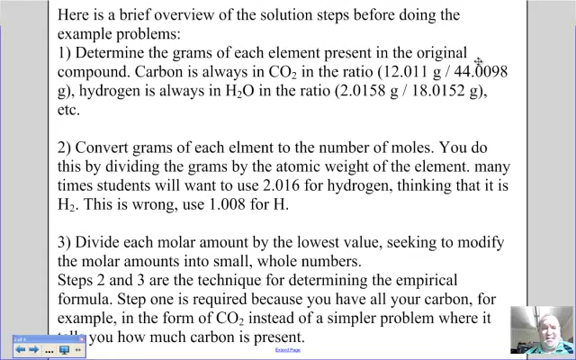 Here is a brief overview of the solution steps before doing the
example problems:
1) Determine the grams of each element present in the original
compound. Carbon is always in CO₂ in the ratio (12.011 g / 44.0098
g), hydrogen is always in H₂O in the ratio (2.0158 g / 18.0152 g),
etc.
2) Convert grams of each elment to the number of moles. You do
this by dividing the grams by the atomic weight of the element. many
times students will want to use 2.016 for hydrogen, thinking that it is
H₂. This is wrong, use 1.008 for H.
3) Divide each molar amount by the lowest value, seeking to modify
the molar amounts into small, whole numbers.
Steps 2 and 3 are the technique for determining the empirical
formula. Step one is required because you have all your carbon, for
example, in the form of CO₂ instead of a simpler problem where it
you how much carbon is present.
Extend Page